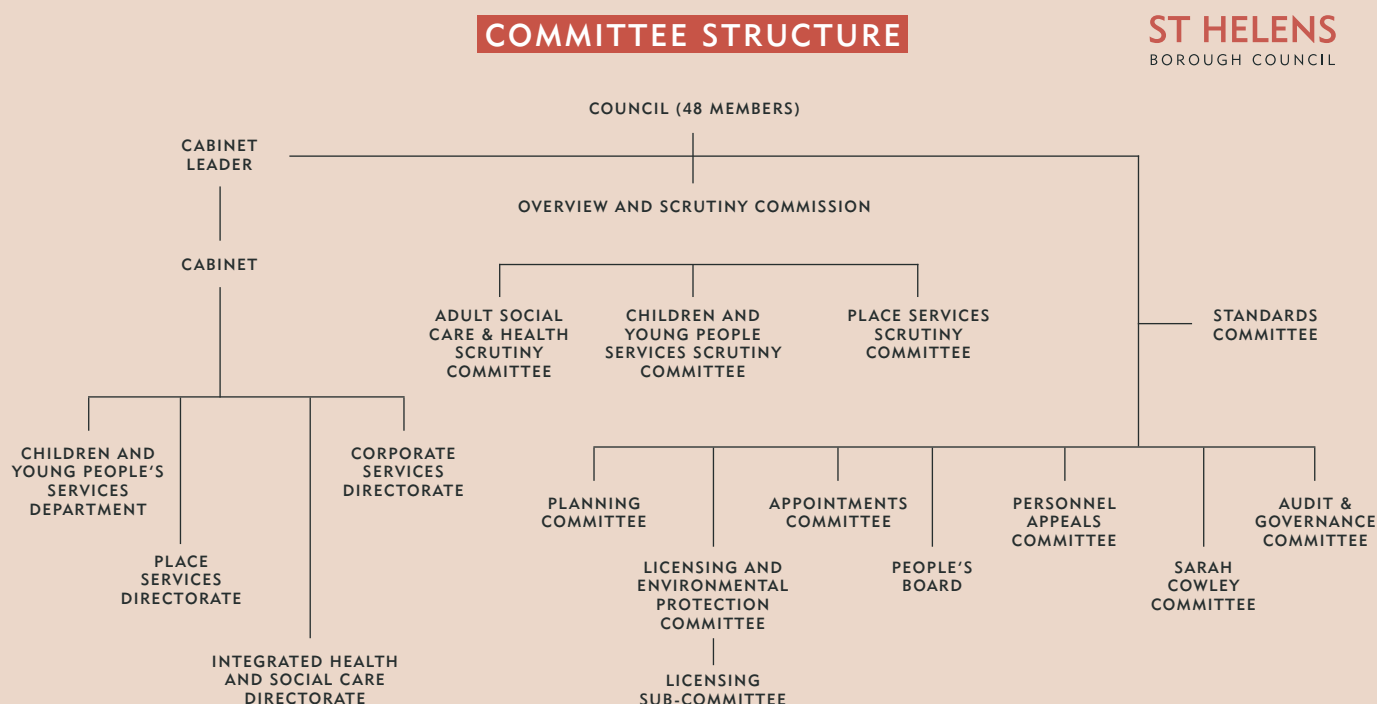 COMMITTEE STRUCTURE
ST HELENS
BOROUGH COUNCIL
COUNCIL (48 MEMBERS)
CABINET
LEADER
OVERVIEW AND SCRUTINY COMMISSION
CABINET
ADULT SOCIAL
CARE & HEALTH
SCRUTINY
COMMITTEE
CHILDREN AND
YOUNG PEOPLE
SERVICES SCRUTINY
COMMITTEE
PLACE SERVICES
SCRUTINY
COMMITTEE
STANDARDS
COMMITTEE
CHILDREN AND
YOUNG PEOPLE'S
SERVICES
DEPARTMENT
PLACE
SERVICES
DIRECTORATE
INTEGRATED HEALTH
AND SOCIAL CARE
DIRECTORATE
CORPORATE
SERVICES
DIRECTORATE
PLANNING
COMMITTEE
LICENSING AND
ENVIRONMENTAL
PROTECTION
COMMITTEE
LICENSING
SUB-COMMITTEE
APPOINTMENTS
COMMITTEE
PEOPLE'S
BOARD
PERSONNEL
APPEALS
COMMITTEE
SARAH
COWLEY
COMMITTEE
AUDIT &
GOVERNANCE
COMMITTEE